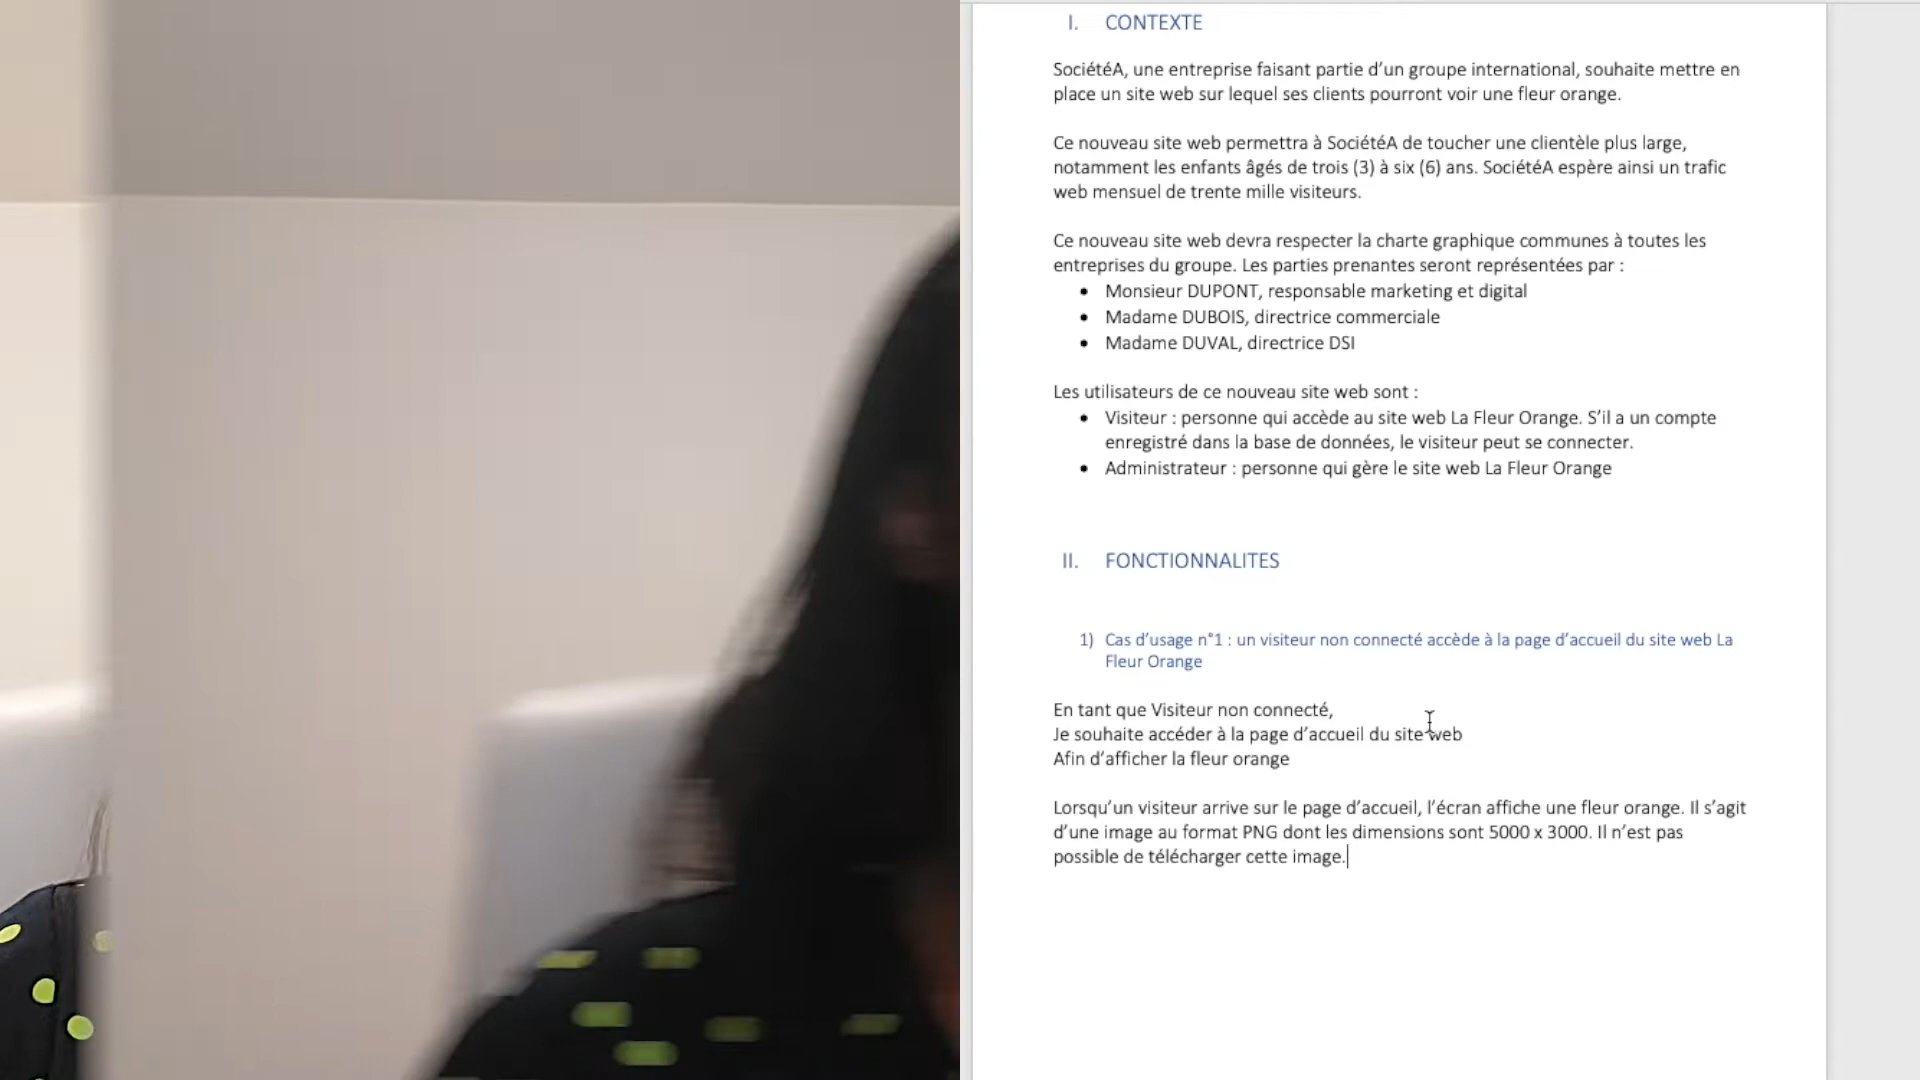 I. CONTEXTE
SociétéA, une entreprise faisant partie d’un groupe international, souhaite mettre en
place un site web sur lequel ses clients pourront voir une fleur orange.
Ce nouveau site web permettra à SociétéA de toucher une clientèle plus large,
notamment les enfants âgés de trois (3) à six (6) ans. SociétéA espère ainsi un trafic
web mensuel de trente mille visiteurs.
Ce nouveau site web devra respecter la charte graphique communes à toutes les
entreprises du groupe. Les parties prenantes seront représentées par :
• Monsieur DUPONT, responsable marketing et digital
• Madame DUBOIS, directrice commerciale
• Madame DUVAL, directrice DSI
Les utilisateurs de ce nouveau site web sont :
• Visiteur : personne qui accède au site web La Fleur Orange. S’il a un compte
enregistré dans la base de données, le visiteur peut se connecter.
• Administrateur : personne qui gère le site web La Fleur Orange
II. FONCTIONNALITES
1) Cas d’usage n°1 : un visiteur non connecté accède à la page d’accueil du site web La
Fleur Orange
En tant que Visiteur non connecté,
Je souhaite accéder à la page d’accueil du site web
Afin d’afficher la fleur orange
Lorsqu’un visiteur arrive sur le page d’accueil, l’écran affiche une fleur orange. Il s’agit
d’une image au format PNG dont les dimensions sont 5000 x 3000. Il n’est pas
possible de télécharger cette image.